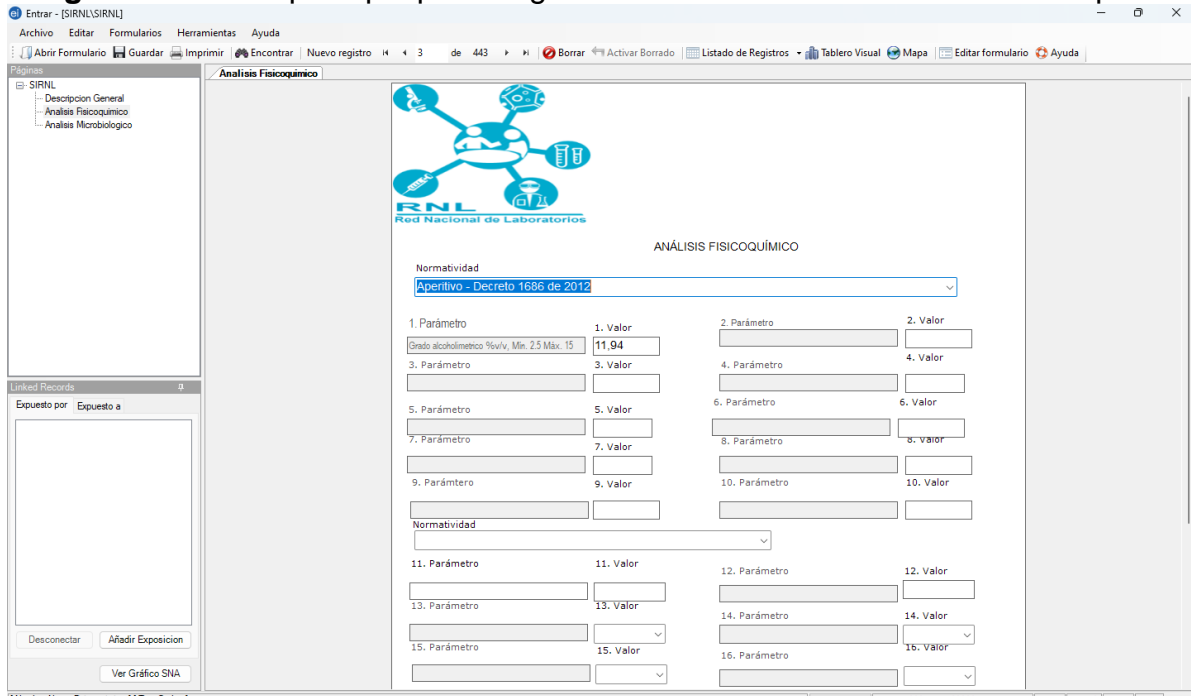 Entrar - [SIRNL\SIRNL]
Archivo Editar Formularios Herramientas Ayuda
Abrir Formulario Guardar Imprimir Encontrar Nuevo registro 3 de 443 Borrar Activar Borrado Listado de Registros Tablero Visual Mapa Editar formulario Ayuda
Páginas
SIRNL
Descripcion General
Analisis Fisicoquimico
Analisis Microbiologico
Linked Records
Expuesto por Expuesto a
Desconectar Añadir Exposicion
Ver Gráfico SNA
Analisis Fisicoquimico
RNL
Red Nacional de Laboratorios
ANÁLISIS FISICOQUÍMICO
Normatividad
Aperitivo - Decreto 1686 de 2012
1. Parámetro 1. Valor 2. Parámetro 2. Valor
Grado alcoholimetrico %v/v, Mín. 2.5 Máx. 15 11,94
3. Parámetro 3. Valor 4. Parámetro 4. Valor
5. Parámetro 5. Valor 6. Parámetro 6. Valor
7. Parámetro 7. Valor 8. Parámetro 8. Valor
9. Parámtero 9. Valor 10. Parámetro 10. Valor
Normatividad
11. Parámetro 11. Valor 12. Parámetro 12. Valor
13. Parámetro 13. Valor 14. Parámetro 14. Valor
15. Parámetro 15. Valor 16. Parámetro 16. Valor